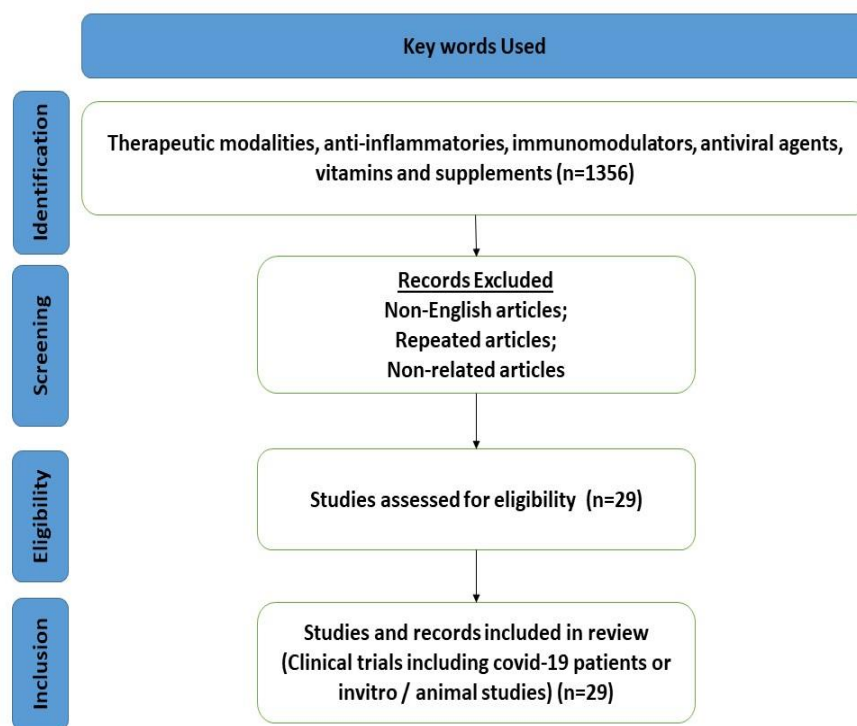 Key words Used
Identification
Therapeutic modalities, anti-inflammatories, immunomodulators, antiviral agents,
vitamins and supplements (n=1356)
Screening
Records Excluded
Non-English articles;
Repeated articles;
Non-related articles
Eligibility
Studies assessed for eligibility (n=29)
Inclusion
Studies and records included in review
(Clinical trials including covid-19 patients or
invitro / animal studies) (n=29)